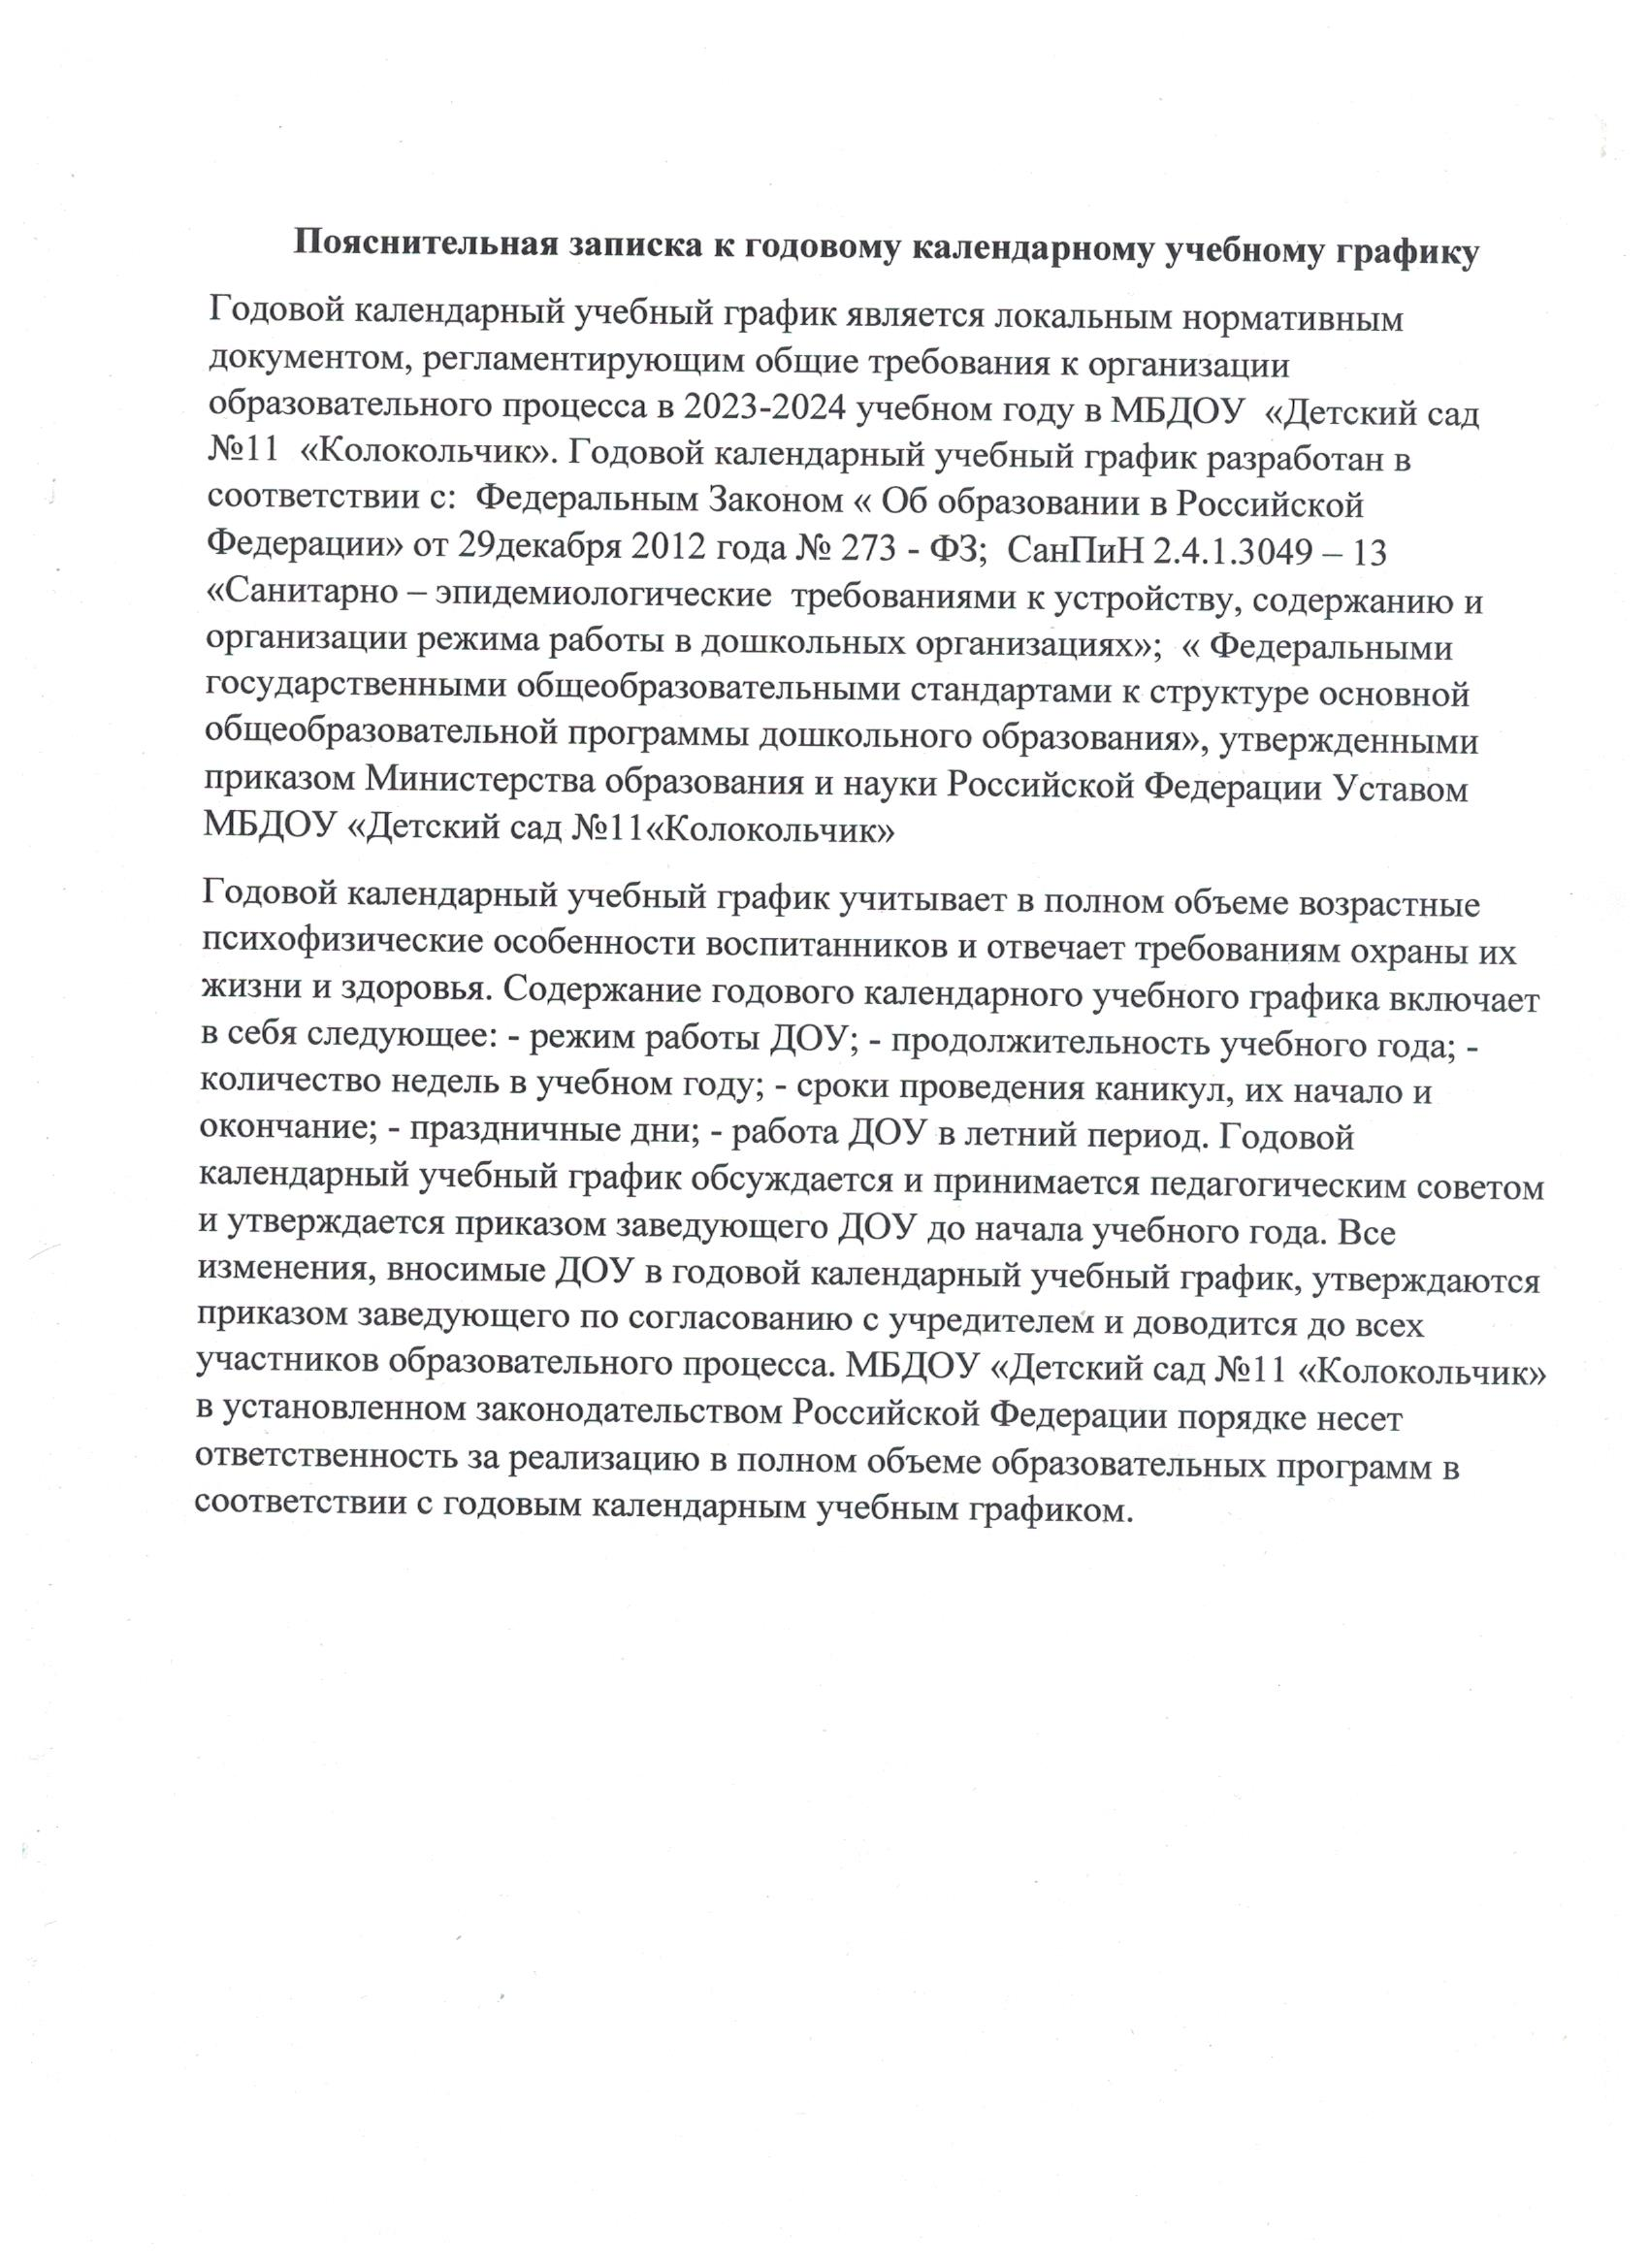 Пояснительная записка к годовому календарному учебному графику
Годовой календарный учебный график является локальным нормативным
документом, регламентирующим общие требования к организации
образовательного процесса в 2023-2024 учебном году в МБДОУ  «Детский сад
№11  «Колокольчик». Годовой календарный учебный график разработан в
соответствии с:  Федеральным Законом « Об образовании в Российской
Федерации» от 29декабря 2012 года № 273 - ФЗ;  СанПиН 2.4.1.3049 – 13
«Санитарно – эпидемиологические  требованиями к устройству, содержанию и
организации режима работы в дошкольных организациях»;  « Федеральными
государственными общеобразовательными стандартами к структуре основной
общеобразовательной программы дошкольного образования», утвержденными
приказом Министерства образования и науки Российской Федерации Уставом
МБДОУ «Детский сад №11«Колокольчик»
Годовой календарный учебный график учитывает в полном объеме возрастные
психофизические особенности воспитанников и отвечает требованиям охраны их
жизни и здоровья. Содержание годового календарного учебного графика включает
в себя следующее: - режим работы ДОУ; - продолжительность учебного года; -
количество недель в учебном году; - сроки проведения каникул, их начало и
окончание; - праздничные дни; - работа ДОУ в летний период. Годовой
календарный учебный график обсуждается и принимается педагогическим советом
и утверждается приказом заведующего ДОУ до начала учебного года. Все
изменения, вносимые ДОУ в годовой календарный учебный график, утверждаются
приказом заведующего по согласованию с учредителем и доводится до всех
участников образовательного процесса. МБДОУ «Детский сад №11 «Колокольчик»
в установленном законодательством Российской Федерации порядке несет
ответственность за реализацию в полном объеме образовательных программ в
соответствии с годовым календарным учебным графиком.